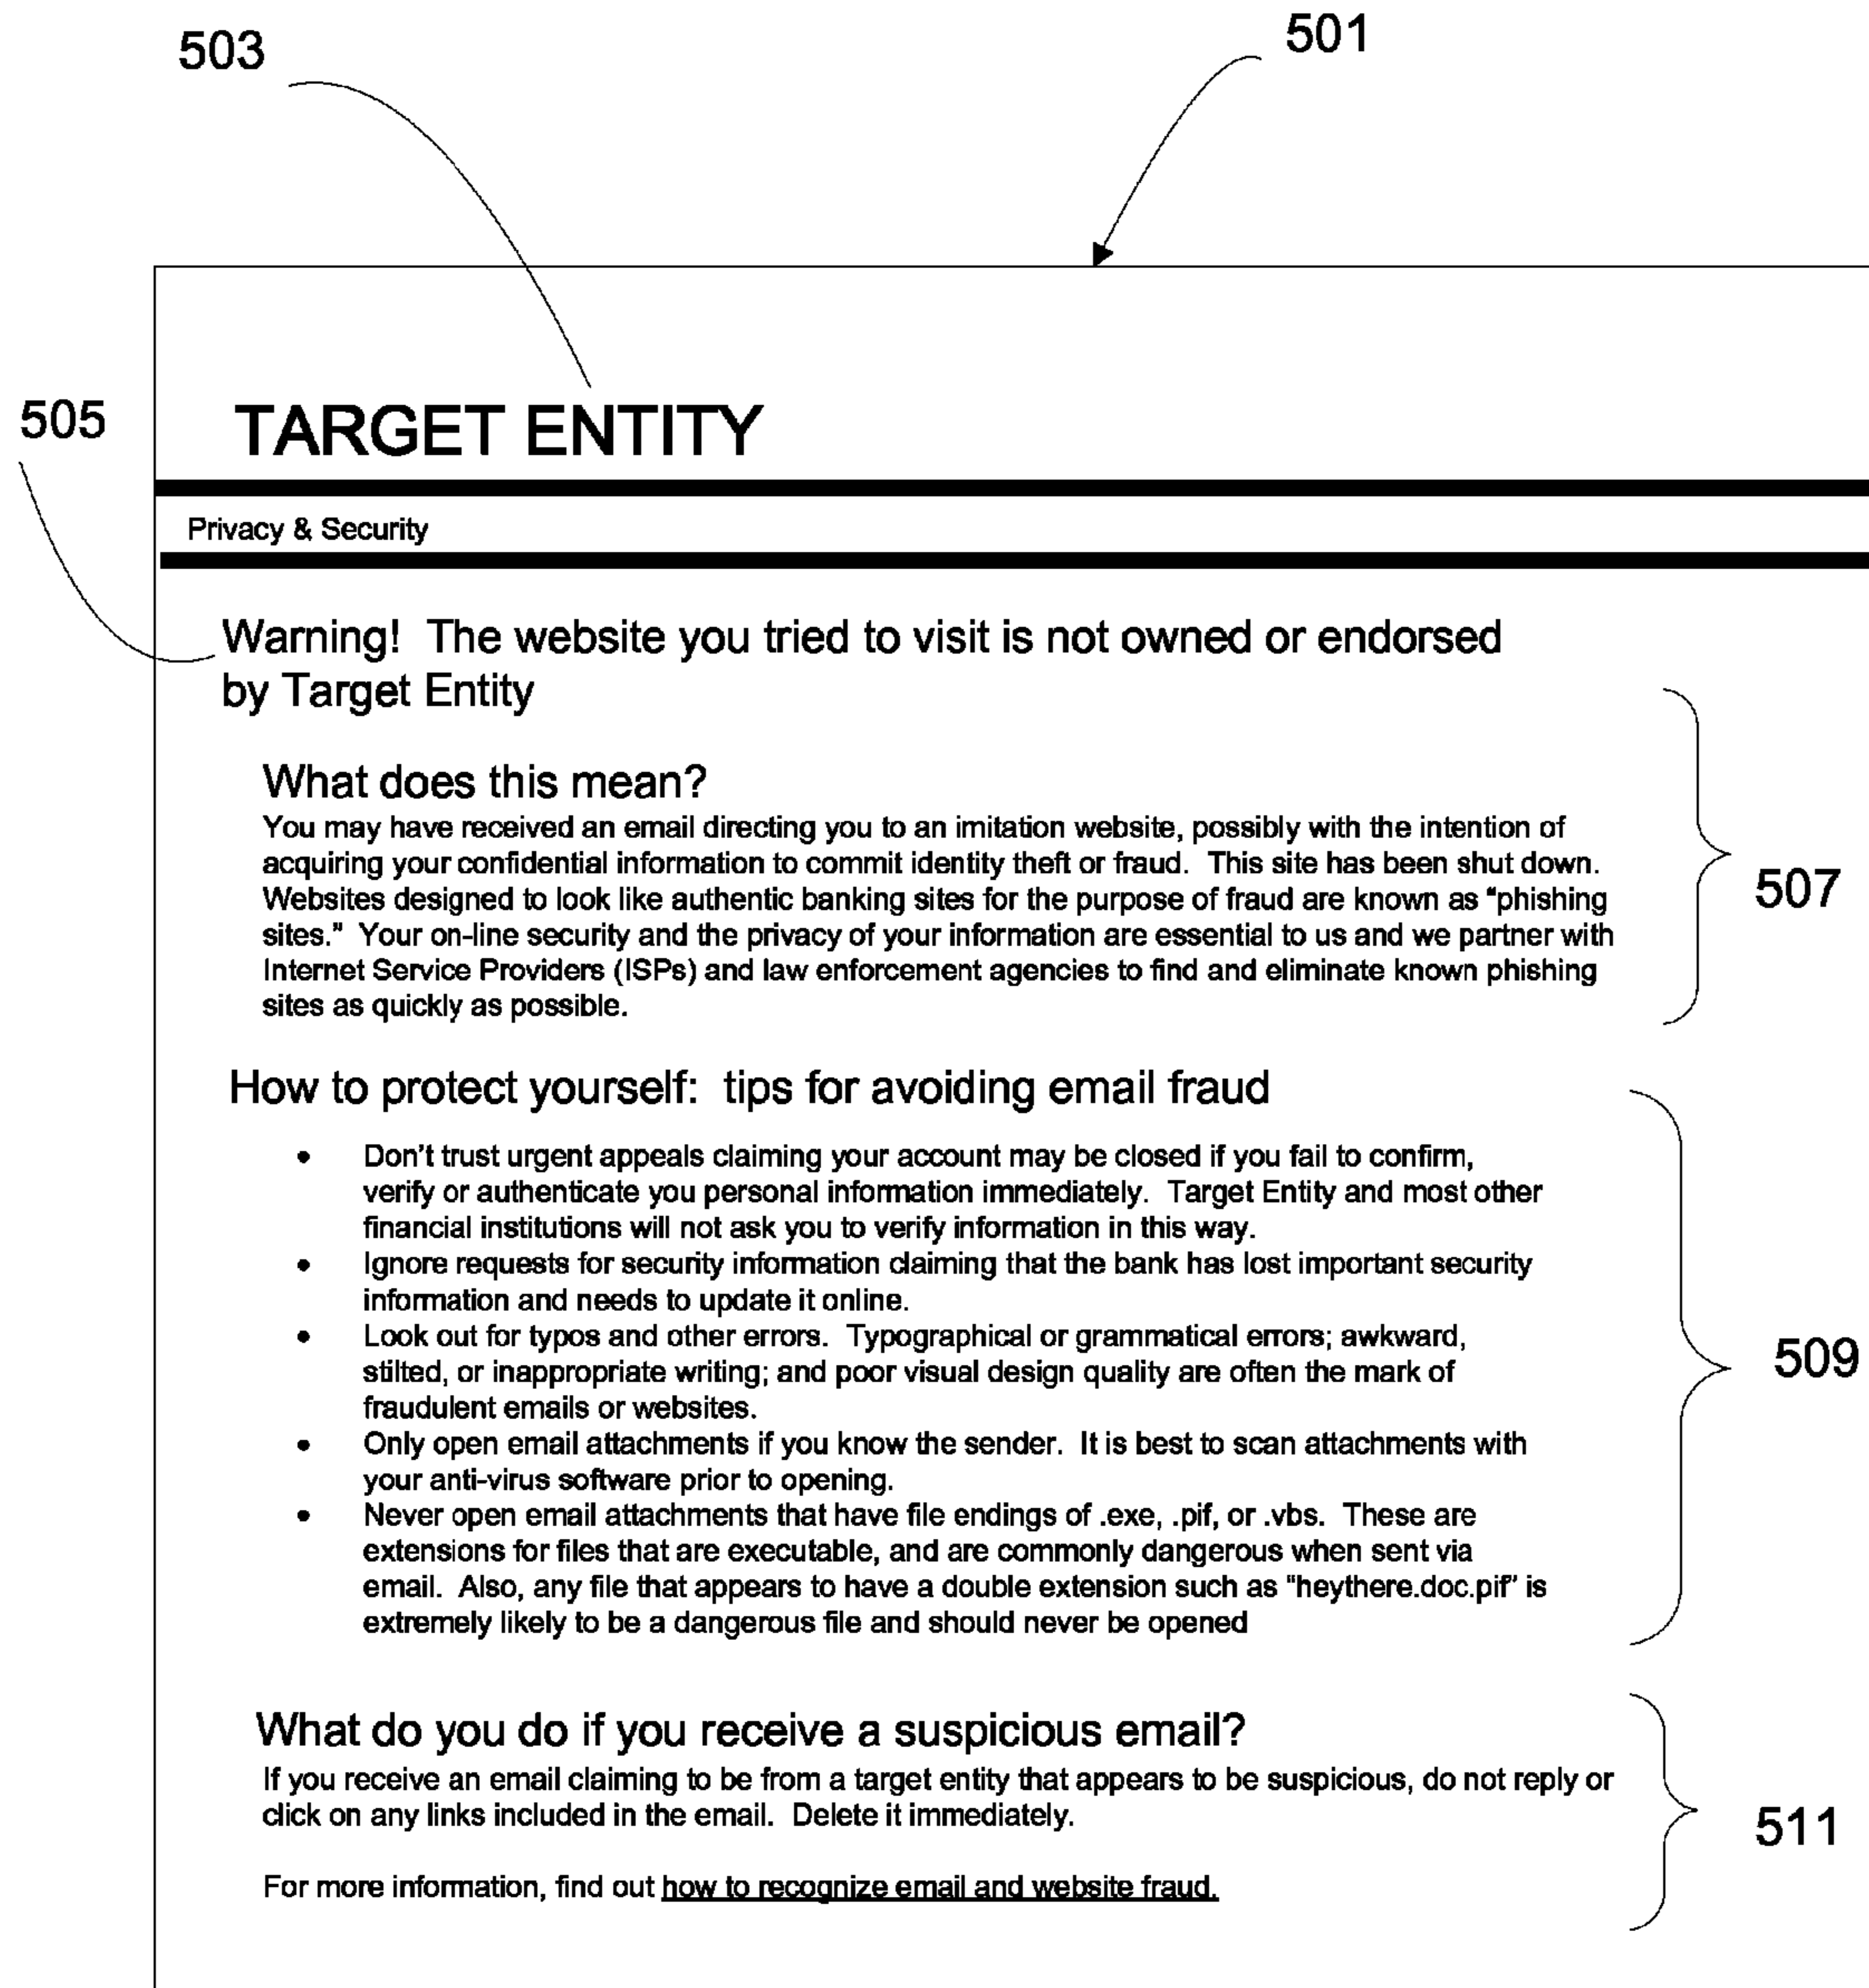 503
501
505
TARGET ENTITY
Privacy & Security
Warning!  The website you tried to visit is not owned or endorsed
by Target Entity
What does this mean?
You may have received an email directing you to an imitation website, possibly with the intention of
acquiring your confidential information to commit identity theft or fraud.  This site has been shut down.
Websites designed to look like authentic banking sites for the purpose of fraud are known as "phishing
sites."  Your on-line security and the privacy of your information are essential to us and we partner with
Internet Service Providers (ISPs) and law enforcement agencies to find and eliminate known phishing
sites as quickly as possible.
507
How to protect yourself:  tips for avoiding email fraud
• Don't trust urgent appeals claiming your account may be closed if you fail to confirm,
verify or authenticate you personal information immediately.  Target Entity and most other
financial institutions will not ask you to verify information in this way.
• Ignore requests for security information claiming that the bank has lost important security
information and needs to update it online.
• Look out for typos and other errors.  Typographical or grammatical errors; awkward,
stilted, or inappropriate writing; and poor visual design quality are often the mark of
fraudulent emails or websites.
• Only open email attachments if you know the sender.  It is best to scan attachments with
your anti-virus software prior to opening.
• Never open email attachments that have file endings of .exe, .pif, or .vbs.  These are
extensions for files that are executable, and are commonly dangerous when sent via
email.  Also, any file that appears to have a double extension such as "heythere.doc.pif" is
extremely likely to be a dangerous file and should never be opened
509
What do you do if you receive a suspicious email?
If you receive an email claiming to be from a target entity that appears to be suspicious, do not reply or
click on any links included in the email.  Delete it immediately.
511
For more information, find out how to recognize email and website fraud.